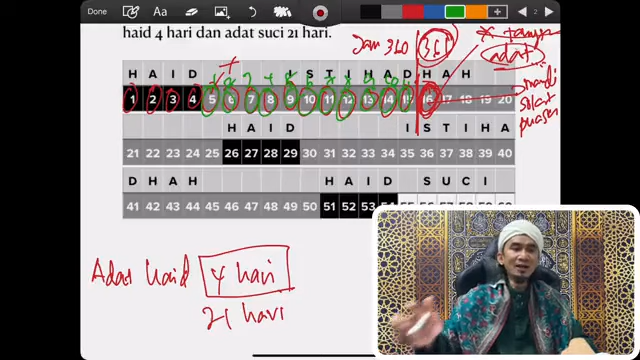 Done
2
haid 4 hari dan adat suci 21 hari.
Jam 360
361
* tanpa
adat
H A I D I S T I H A D H A H
mandi
solat
puasa
1 2 3 4 5 6 7 8 9 10 11 12 13 14 15 16 17 18 19 20
H A I D I S T I H A
21 22 23 24 25 26 27 28 29 30 31 32 33 34 35 36 37 38 39 40
D H A H H A I D S U C I
41 42 43 44 45 46 47 48 49 50 51 52 53 54
Adat haid 4 hari
21 hari